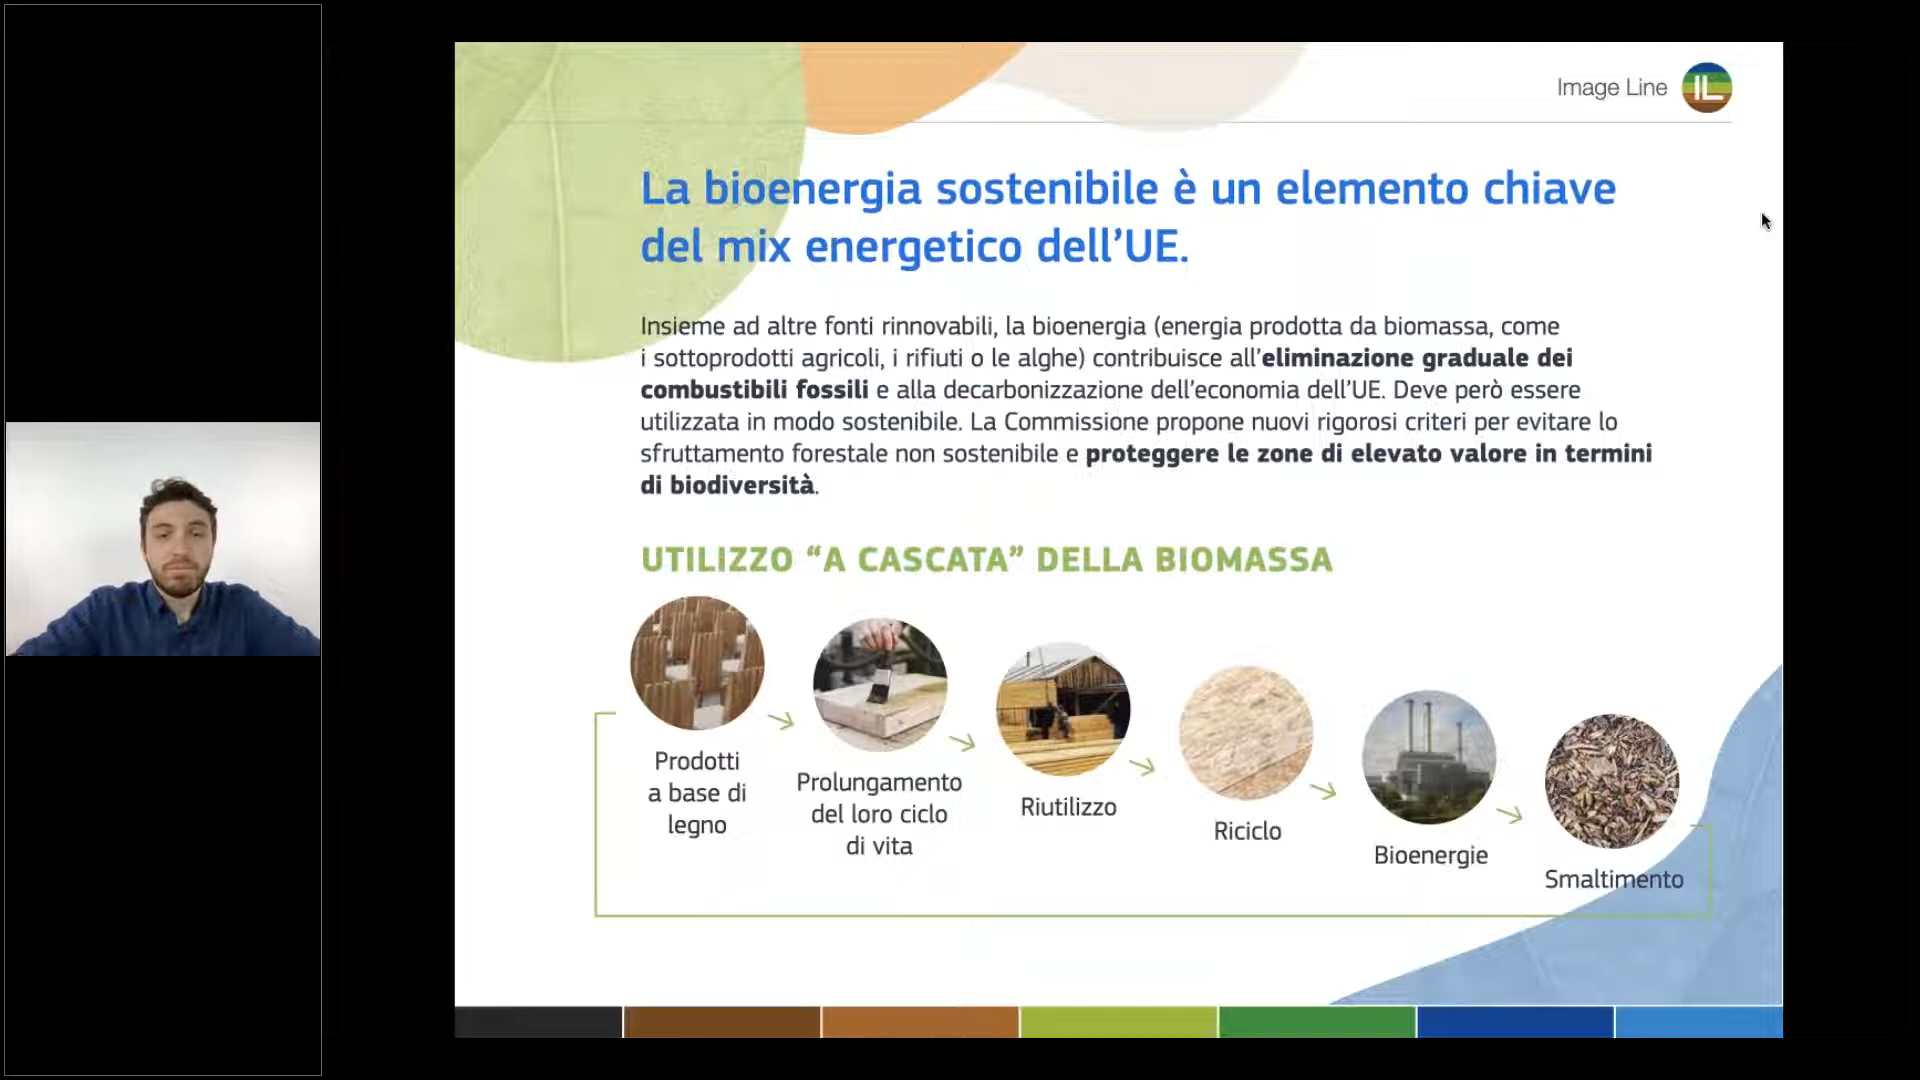 Image Line
IL
La bioenergia sostenibile è un elemento chiave
del mix energetico dell’UE.
Insieme ad altre fonti rinnovabili, la bioenergia (energia prodotta da biomassa, come
i sottoprodotti agricoli, i rifiuti o le alghe) contribuisce all’eliminazione graduale dei
combustibili fossili e alla decarbonizzazione dell’economia dell’UE. Deve però essere
utilizzata in modo sostenibile. La Commissione propone nuovi rigorosi criteri per evitare lo
sfruttamento forestale non sostenibile e proteggere le zone di elevato valore in termini
di biodiversità.
UTILIZZO “A CASCATA” DELLA BIOMASSA
Prodotti
a base di
legno
Prolungamento
del loro ciclo
di vita
Riutilizzo
Riciclo
Bioenergie
Smaltimento